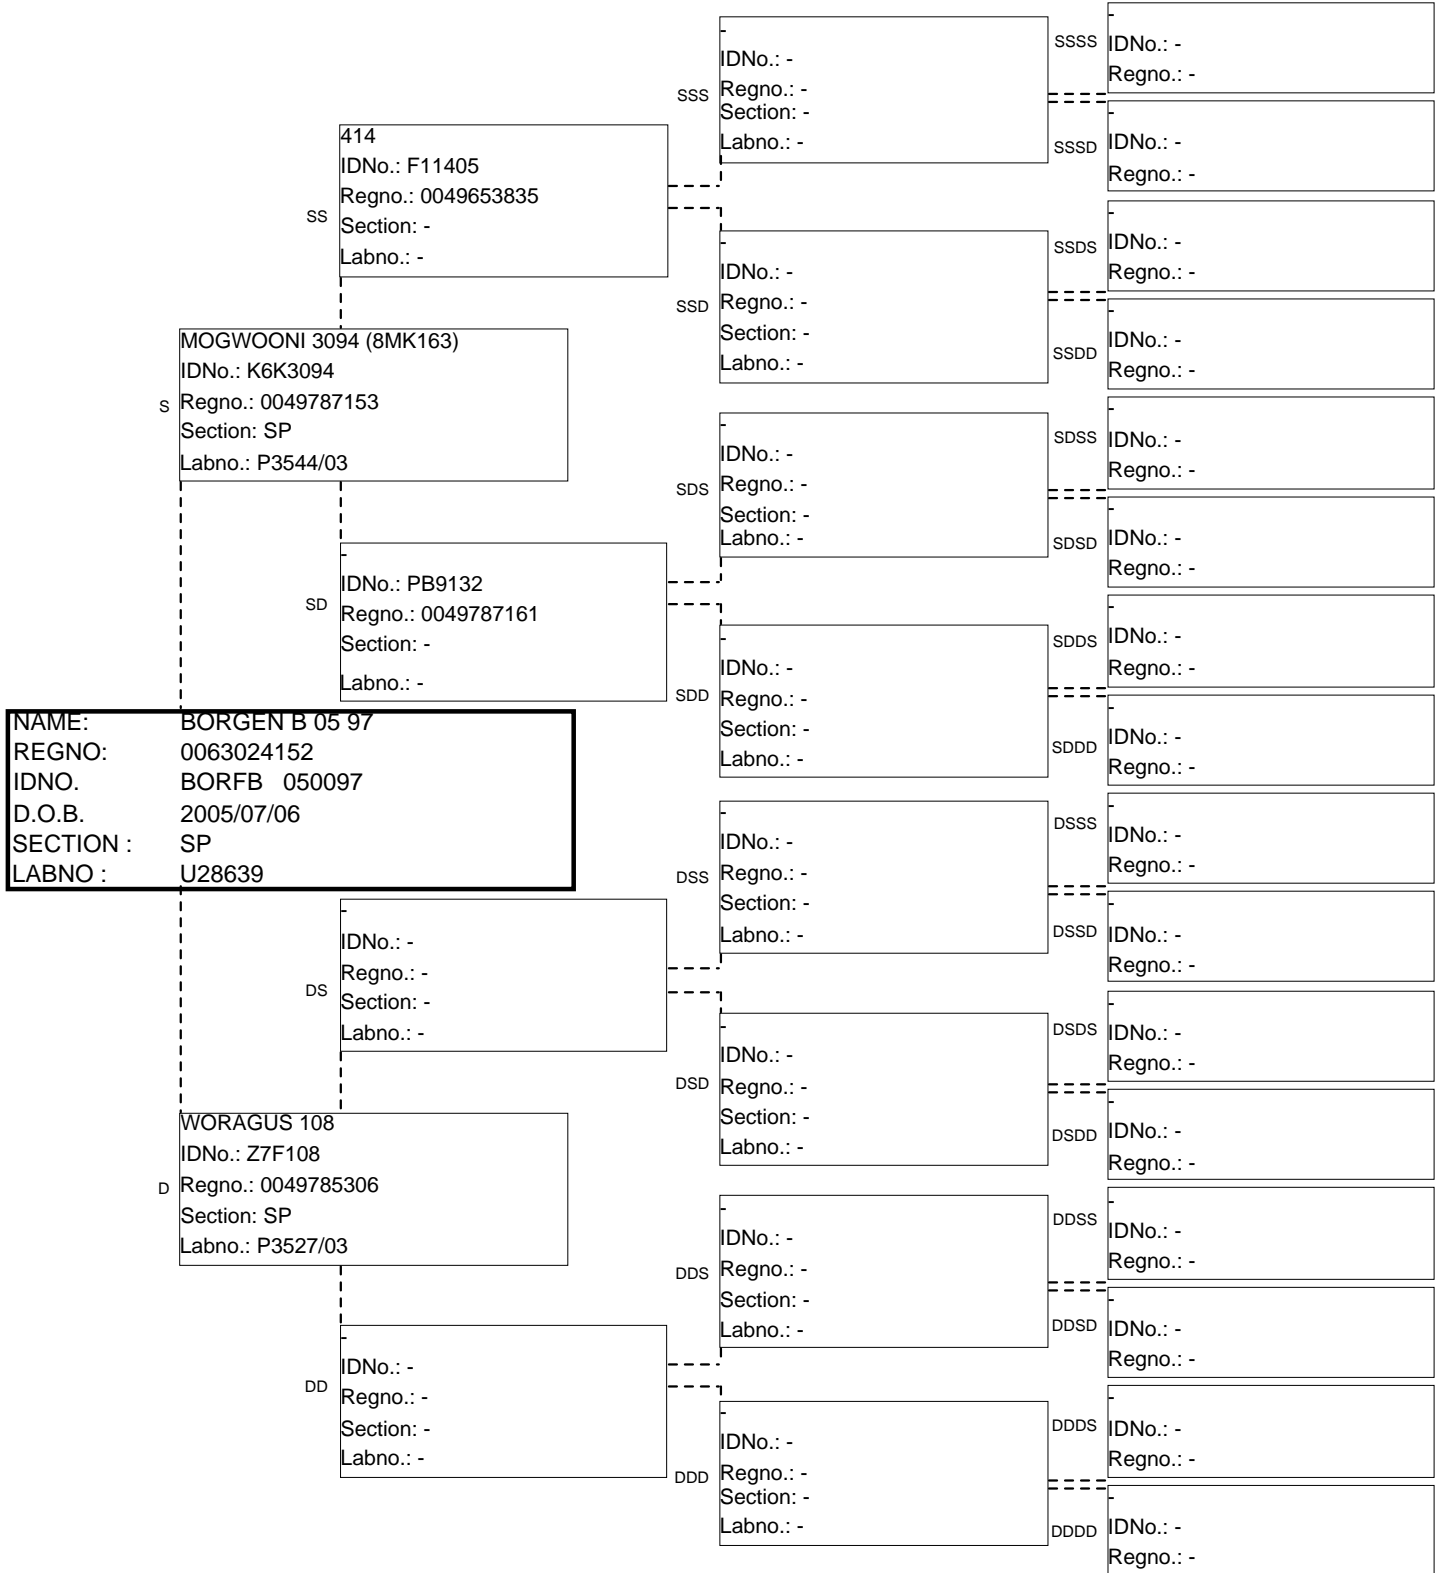 NAME: BORGEN B 05 97
REGNO: 0063024152
IDNO. BORFB 050097
D.O.B. 2005/07/06
SECTION : SP
LABNO : U28639
S
MOGWOONI 3094 (8MK163)
IDNo.: K6K3094
Regno.: 0049787153
Section: SP
Labno.: P3544/03
D
WORAGUS 108
IDNo.: Z7F108
Regno.: 0049785306
Section: SP
Labno.: P3527/03
SS
414
IDNo.: F11405
Regno.: 0049653835
Section: -
Labno.: -
SD
-
IDNo.: PB9132
Regno.: 0049787161
Section: -
Labno.: -
DS
-
IDNo.: -
Regno.: -
Section: -
Labno.: -
DD
-
IDNo.: -
Regno.: -
Section: -
Labno.: -
SSS
-
IDNo.: -
Regno.: -
Section: -
Labno.: -
SSD
-
IDNo.: -
Regno.: -
Section: -
Labno.: -
SDS
-
IDNo.: -
Regno.: -
Section: -
Labno.: -
SDD
-
IDNo.: -
Regno.: -
Section: -
Labno.: -
DSS
-
IDNo.: -
Regno.: -
Section: -
Labno.: -
DSD
-
IDNo.: -
Regno.: -
Section: -
Labno.: -
DDS
-
IDNo.: -
Regno.: -
Section: -
Labno.: -
DDD
-
IDNo.: -
Regno.: -
Section: -
Labno.: -
SSSS
-
IDNo.: -
Regno.: -
SSSD
-
IDNo.: -
Regno.: -
SSDS
-
IDNo.: -
Regno.: -
SSDD
-
IDNo.: -
Regno.: -
SDSS
-
IDNo.: -
Regno.: -
SDSD
-
IDNo.: -
Regno.: -
SDDS
-
IDNo.: -
Regno.: -
SDDD
-
IDNo.: -
Regno.: -
DSSS
-
IDNo.: -
Regno.: -
DSSD
-
IDNo.: -
Regno.: -
DSDS
-
IDNo.: -
Regno.: -
DSDD
-
IDNo.: -
Regno.: -
DDSS
-
IDNo.: -
Regno.: -
DDSD
-
IDNo.: -
Regno.: -
DDDS
-
IDNo.: -
Regno.: -
DDDD
-
IDNo.: -
Regno.: -